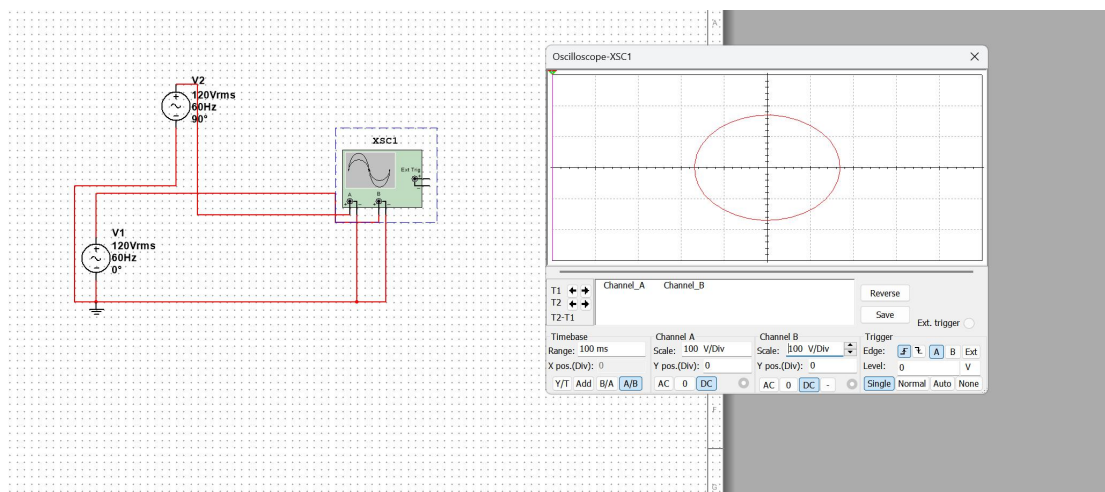 A
V2
120Vrms
60Hz
90°
XSC1
Ext Trig
+
A
B
V1
120Vrms
60Hz
0°
F
G
Oscilloscope-XSC1
Channel_A Channel_B
T1
T2
T2-T1
Reverse
Save
Ext. trigger
Timebase
Range: 100 ms
X pos.(Div): 0
Y/T Add B/A A/B
Channel A
Scale: 100 V/Div
Y pos.(Div): 0
AC 0 DC
Channel B
Scale: 100 V/Div
Y pos.(Div): 0
AC 0 DC -
Trigger
Edge: A B Ext
Level: 0 V
Single Normal Auto None